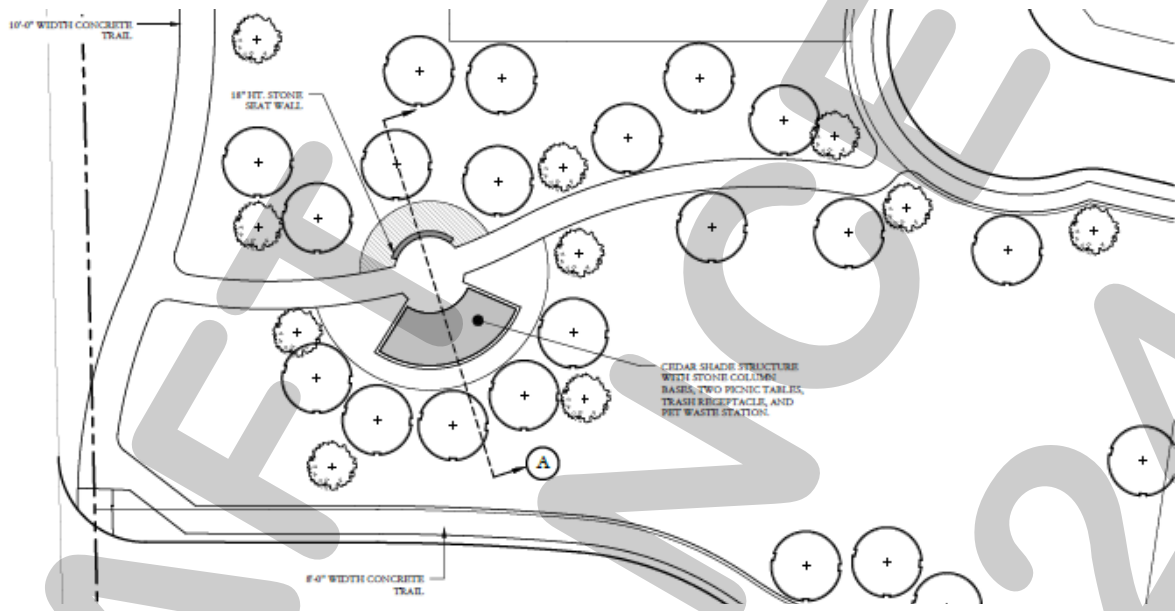 10'-0" WIDTH CONCRETE
TRAIL
18" HT. STONE
SEAT WALL
CEDAR SHADE STRUCTURE
WITH STONE COLUMN
BASES, TWO PICNIC TABLES,
TRASH RECEPTACLE, AND
PET WASTE STATION.
A
8'-0" WIDTH CONCRETE
TRAIL